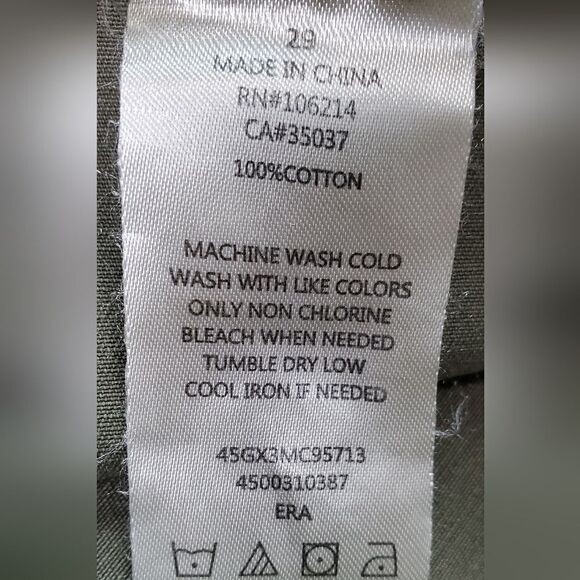 29
MADE IN CHINA
RN#106214
CA#35037
100%COTTON
MACHINE WASH COLD
WASH WITH LIKE COLORS
ONLY NON CHLORINE
BLEACH WHEN NEEDED
TUMBLE DRY LOW
COOL IRON IF NEEDED
45GX3MC95713
4500310387
ERA